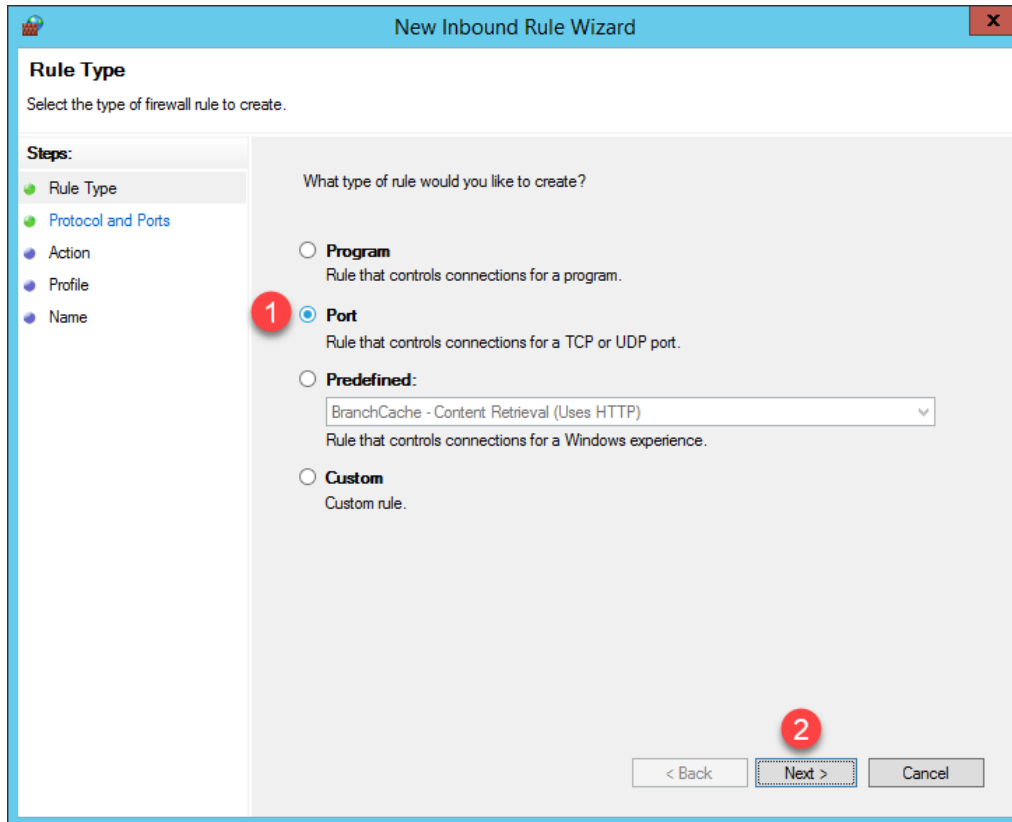 New Inbound Rule Wizard
x
Rule Type
Select the type of firewall rule to create.
Steps:
Rule Type
Protocol and Ports
Action
Profile
Name
What type of rule would you like to create?
Program
Rule that controls connections for a program.
1
Port
Rule that controls connections for a TCP or UDP port.
Predefined:
BranchCache - Content Retrieval (Uses HTTP)
Rule that controls connections for a Windows experience.
Custom
Custom rule.
2
< Back
Next >
Cancel